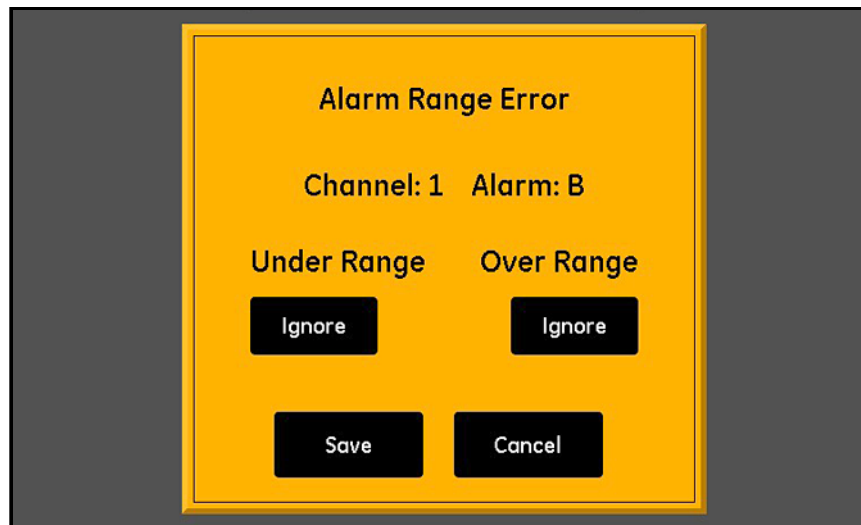 Alarm Range Error
Channel: 1 Alarm: B
Under Range Over Range
Ignore Ignore
Save Cancel